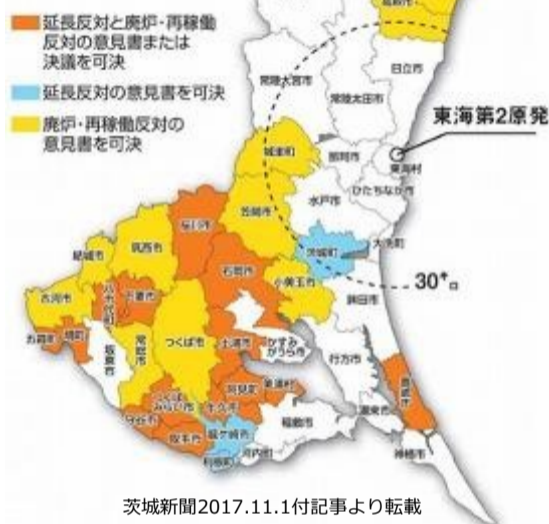 延長反対と廃炉・再稼働
反対の意見書または
決議を可決
延長反対の意見書を可決
廃炉・再稼働反対の
意見書を可決
高萩市
日立市
常陸大宮市
常陸太田市
東海第2原発
那珂市
東海村
城里町
ひたちなか市
水戸市
笠間市
桜川市
茨城町
大洗町
筑西市
結城市
石岡市
小美玉市
30㌔
鉾田市
古河市
八千代町
下妻市
五霞町
境町
坂東市
常総市
つくば市
土浦市
かすみ
がうら市
行方市
つくば
みらい市
阿見町
美浦村
鹿嶋市
守谷市
牛久市
取手市
龍ケ崎市
稲敷市
潮来市
利根町
河内町
神栖市
茨城新聞2017.11.1付記事より転載